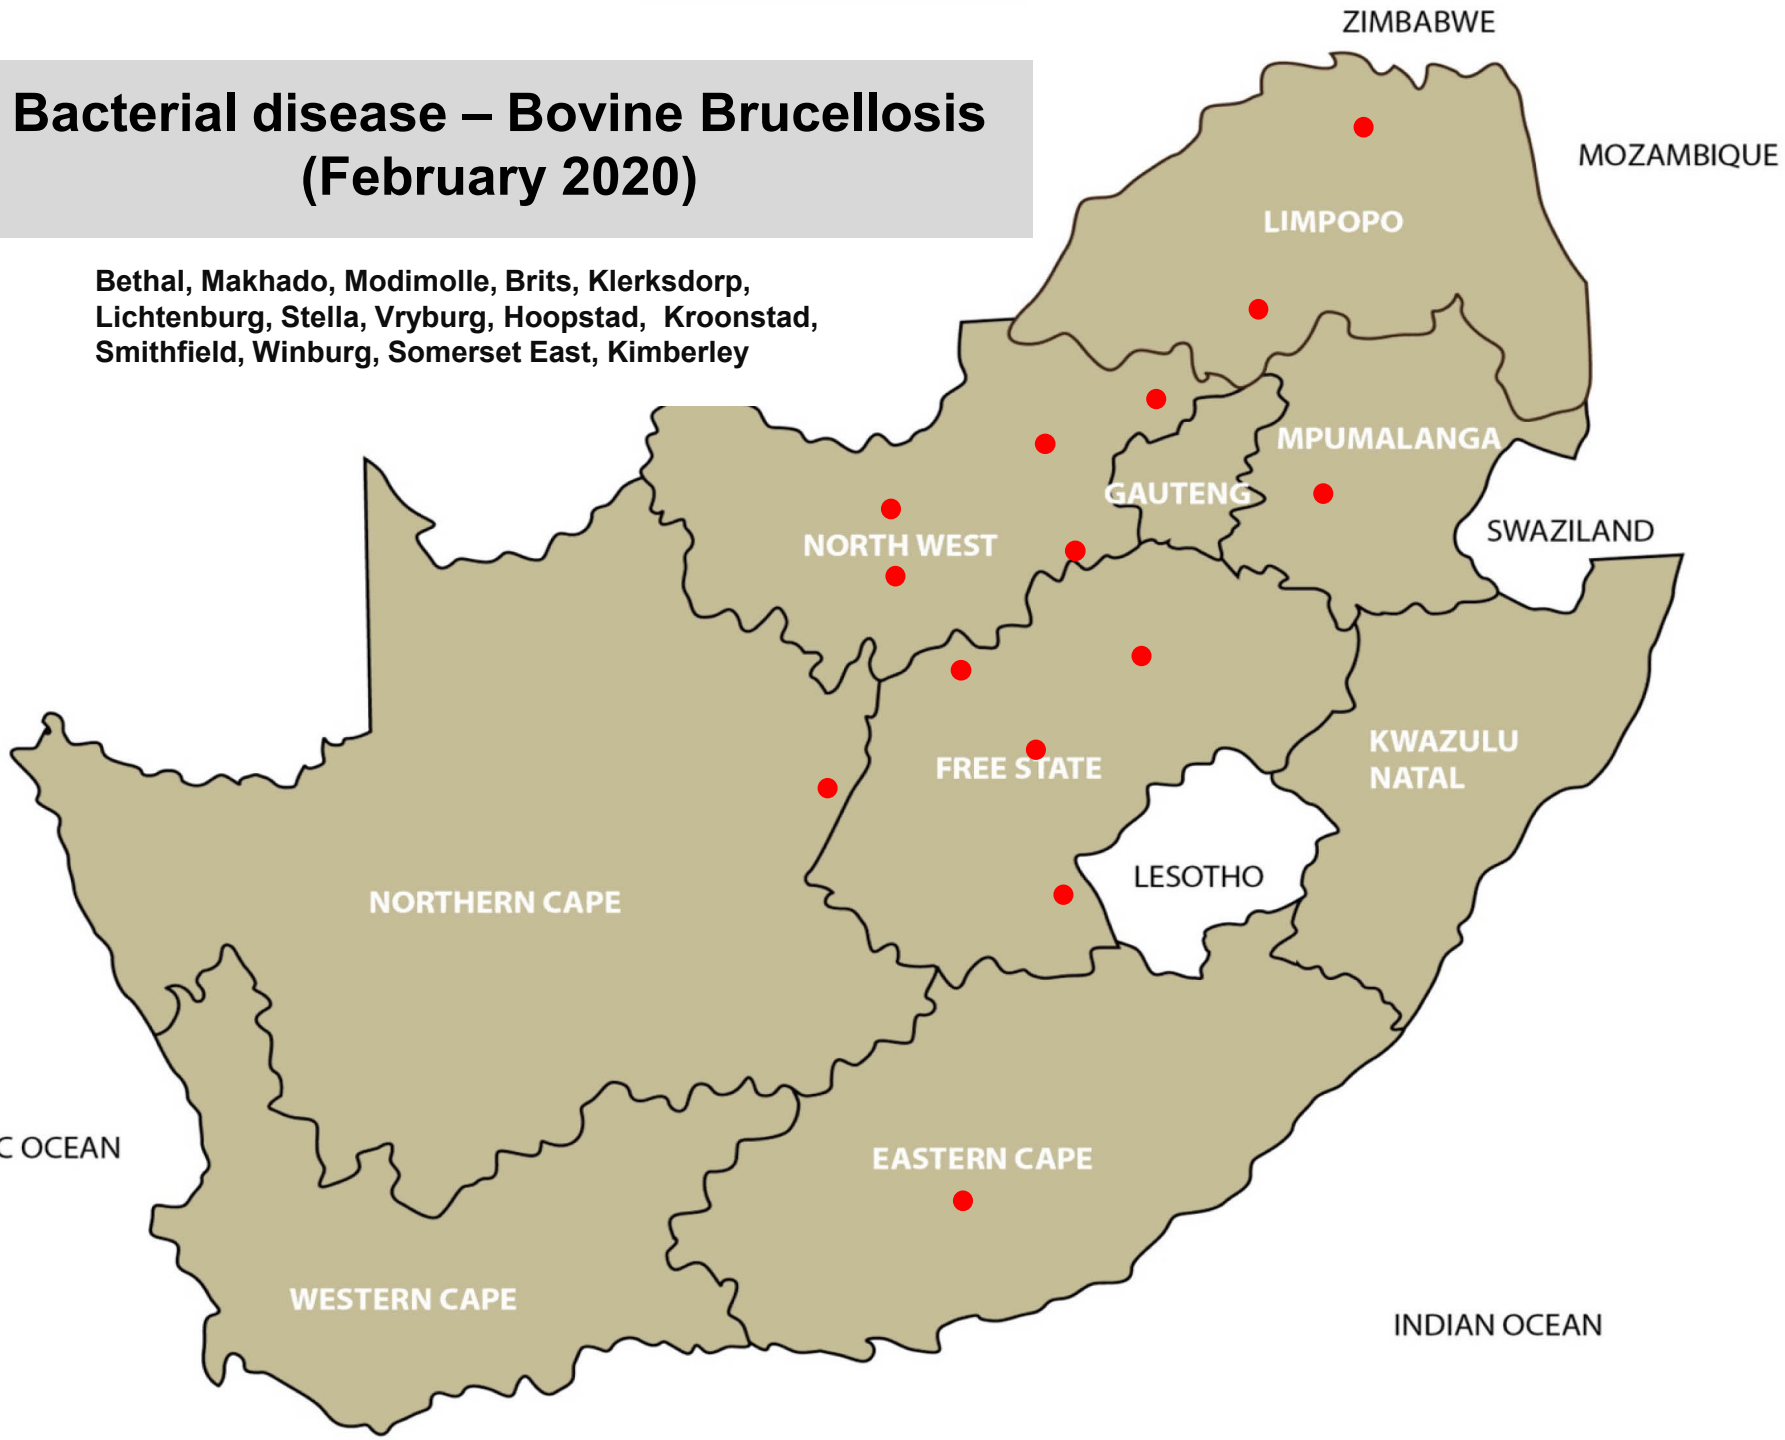 ZIMBABWE
Bacterial disease – Bovine Brucellosis
(February 2020)
MOZAMBIQUE
LIMPOPO
Bethal, Makhado, Modimolle, Brits, Klerksdorp,
Lichtenburg, Stella, Vryburg, Hoopstad, Kroonstad,
Smithfield, Winburg, Somerset East, Kimberley
MPUMALANGA
GAUTENG
SWAZILAND
NORTH WEST
KWAZULU
NATAL
FREE STATE
LESOTHO
NORTHERN CAPE
C OCEAN
EASTERN CAPE
WESTERN CAPE
INDIAN OCEAN